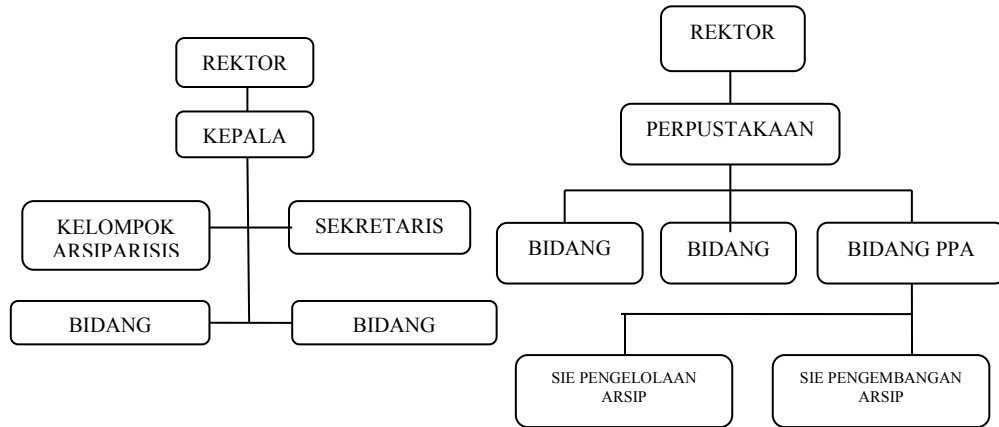 REKTOR
KEPALA
KELOMPOK
ARSIPARISIS
SEKRETARIS
BIDANG
BIDANG
REKTOR
PERPUSTAKAAN
BIDANG
BIDANG
BIDANG PPA
SIE PENGELOLAAN
ARSIP
SIE PENGEMBANGAN
ARSIP